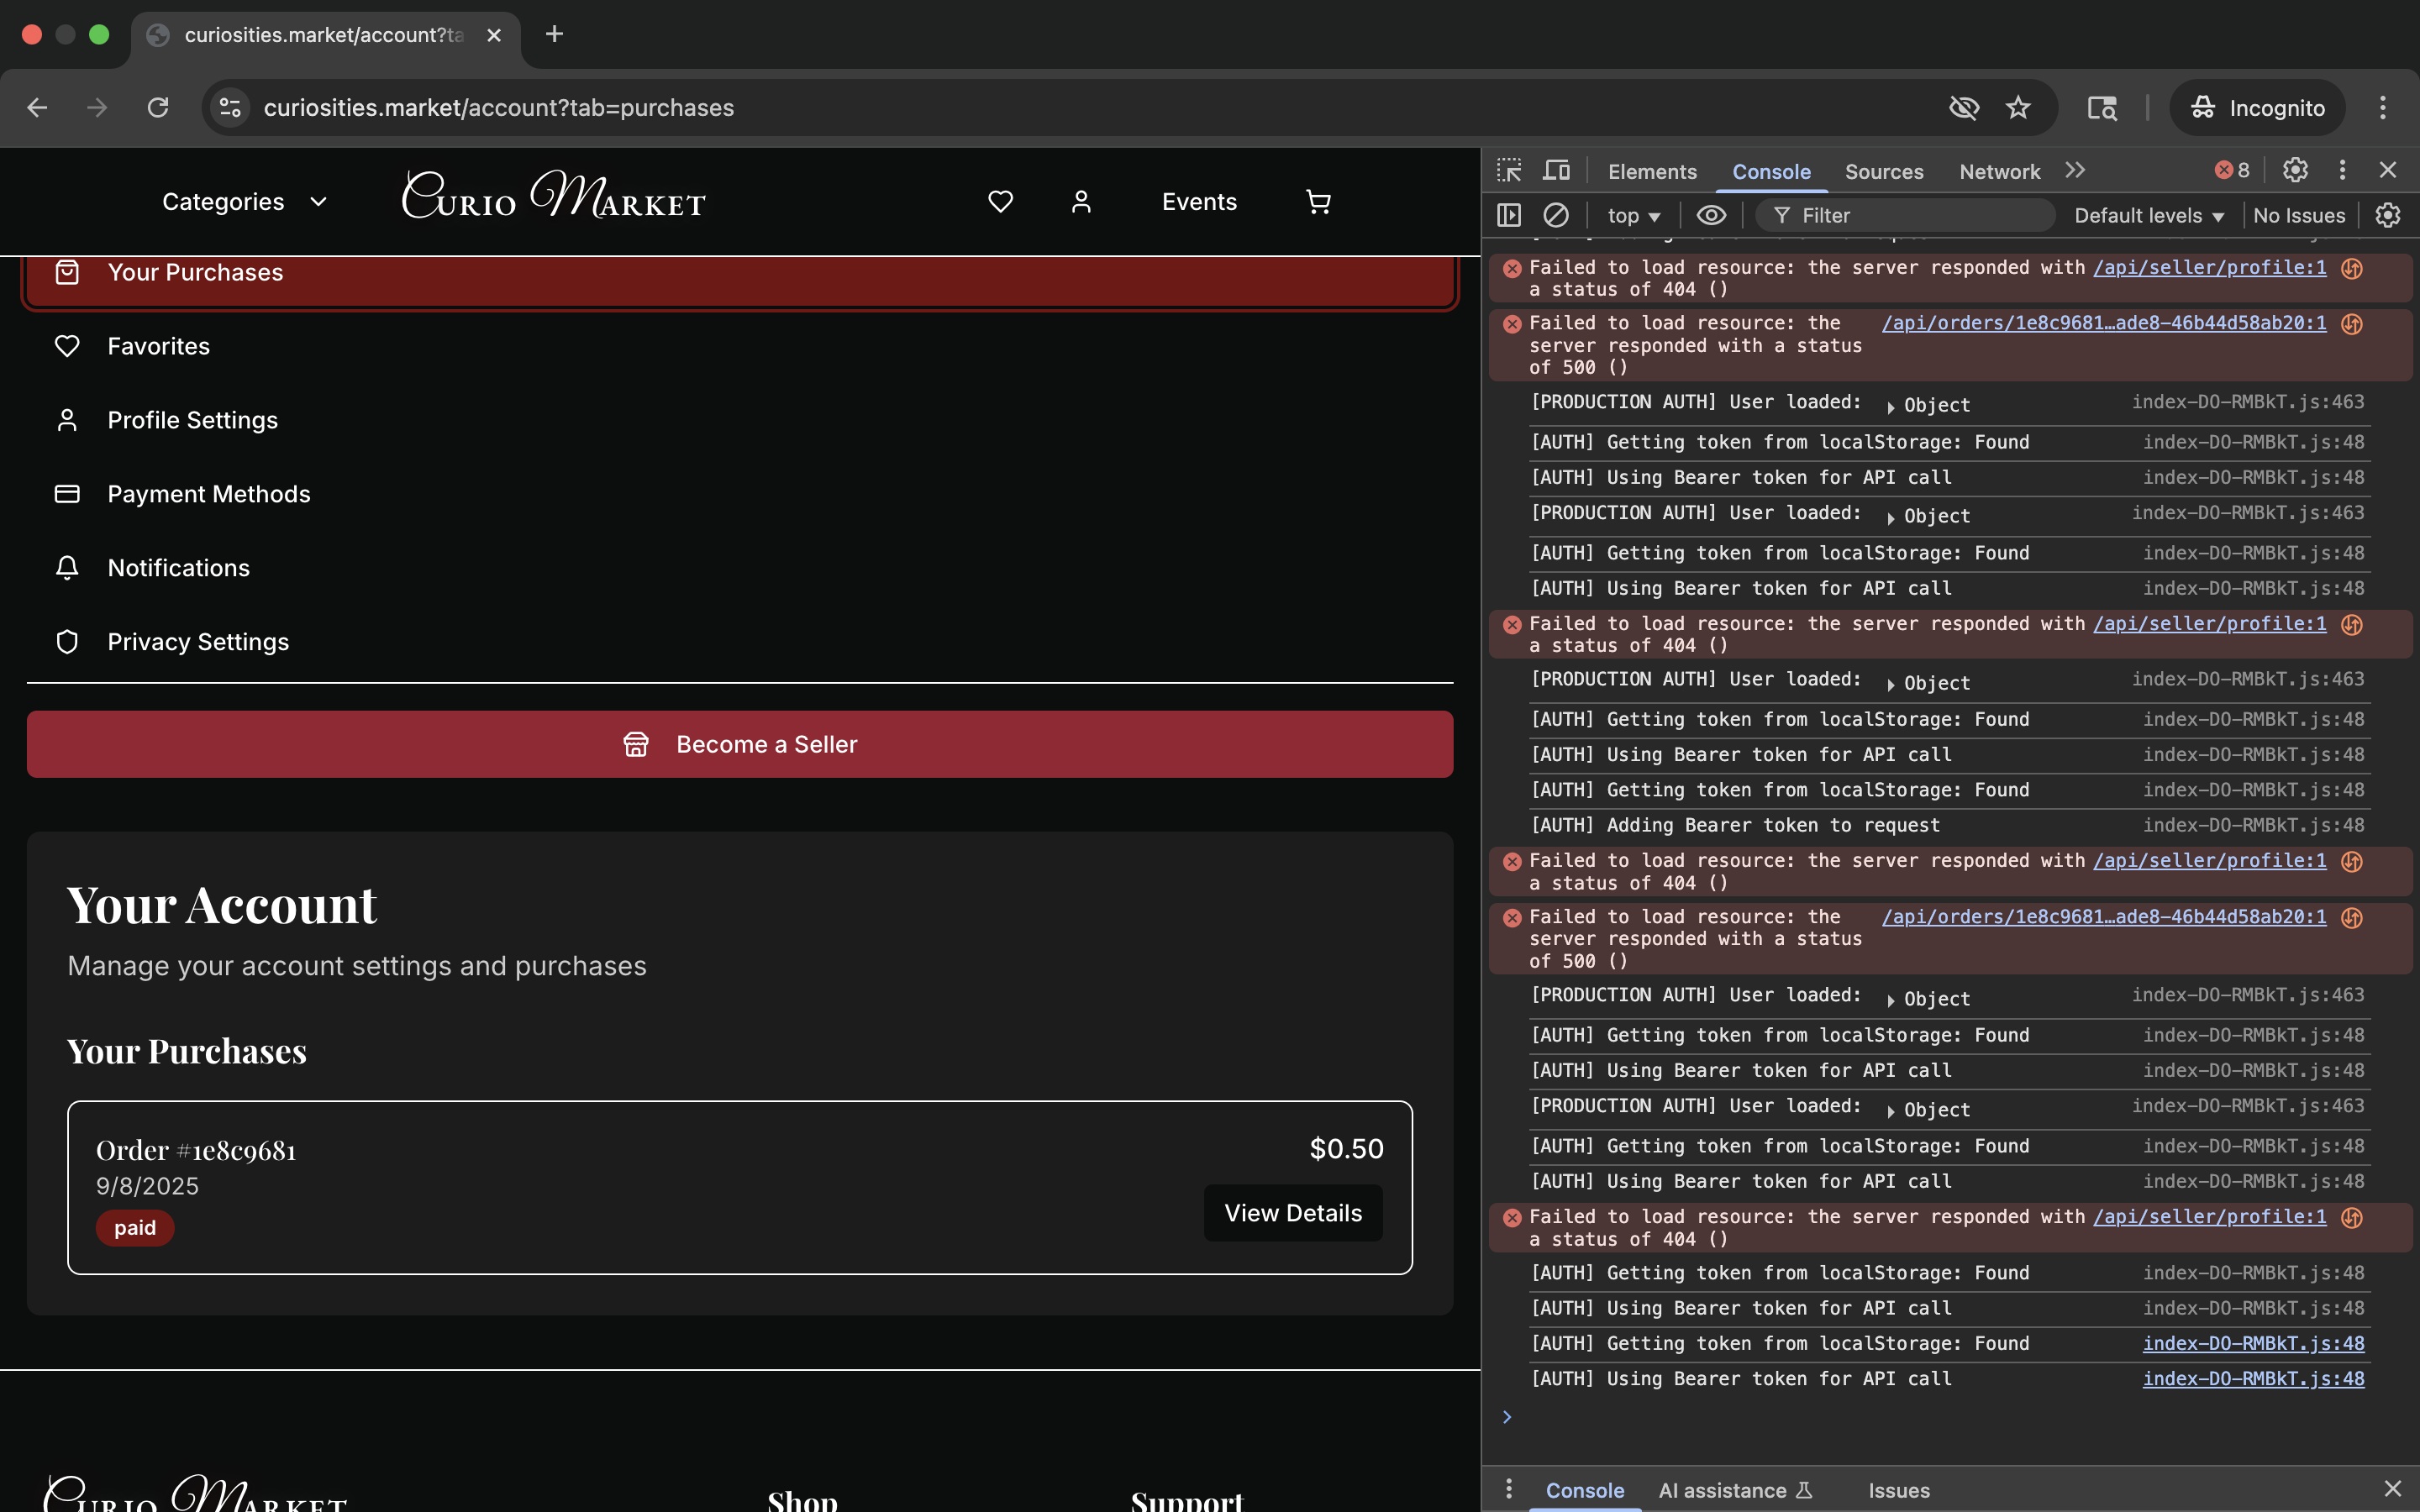 curiosities.market/account?ta
curiosities.market/account?tab=purchases
Incognito
Categories
Curio Market
Events
Your Purchases
Favorites
Profile Settings
Payment Methods
Notifications
Privacy Settings
Become a Seller
Your Account
Manage your account settings and purchases
Your Purchases
Order #1e8c9681
$0.50
9/8/2025
paid
View Details
Curio Market
Shop
Support
Elements
Console
Sources
Network
8
top
Filter
Default levels
No Issues
Failed to load resource: the server responded with /api/seller/profile:1
a status of 404 ()
Failed to load resource: the /api/orders/1e8c9681…ade8-46b44d58ab20:1
server responded with a status
of 500 ()
[PRODUCTION AUTH] User loaded: Object index-DO-RMBkT.js:463
[AUTH] Getting token from localStorage: Found index-DO-RMBkT.js:48
[AUTH] Using Bearer token for API call index-DO-RMBkT.js:48
[PRODUCTION AUTH] User loaded: Object index-DO-RMBkT.js:463
[AUTH] Getting token from localStorage: Found index-DO-RMBkT.js:48
[AUTH] Using Bearer token for API call index-DO-RMBkT.js:48
Failed to load resource: the server responded with /api/seller/profile:1
a status of 404 ()
[PRODUCTION AUTH] User loaded: Object index-DO-RMBkT.js:463
[AUTH] Getting token from localStorage: Found index-DO-RMBkT.js:48
[AUTH] Using Bearer token for API call index-DO-RMBkT.js:48
[AUTH] Getting token from localStorage: Found index-DO-RMBkT.js:48
[AUTH] Adding Bearer token to request index-DO-RMBkT.js:48
Failed to load resource: the server responded with /api/seller/profile:1
a status of 404 ()
Failed to load resource: the /api/orders/1e8c9681…ade8-46b44d58ab20:1
server responded with a status
of 500 ()
[PRODUCTION AUTH] User loaded: Object index-DO-RMBkT.js:463
[AUTH] Getting token from localStorage: Found index-DO-RMBkT.js:48
[AUTH] Using Bearer token for API call index-DO-RMBkT.js:48
[PRODUCTION AUTH] User loaded: Object index-DO-RMBkT.js:463
[AUTH] Getting token from localStorage: Found index-DO-RMBkT.js:48
[AUTH] Using Bearer token for API call index-DO-RMBkT.js:48
Failed to load resource: the server responded with /api/seller/profile:1
a status of 404 ()
[AUTH] Getting token from localStorage: Found index-DO-RMBkT.js:48
[AUTH] Using Bearer token for API call index-DO-RMBkT.js:48
[AUTH] Getting token from localStorage: Found index-DO-RMBkT.js:48
[AUTH] Using Bearer token for API call index-DO-RMBkT.js:48
Console
AI assistance
Issues